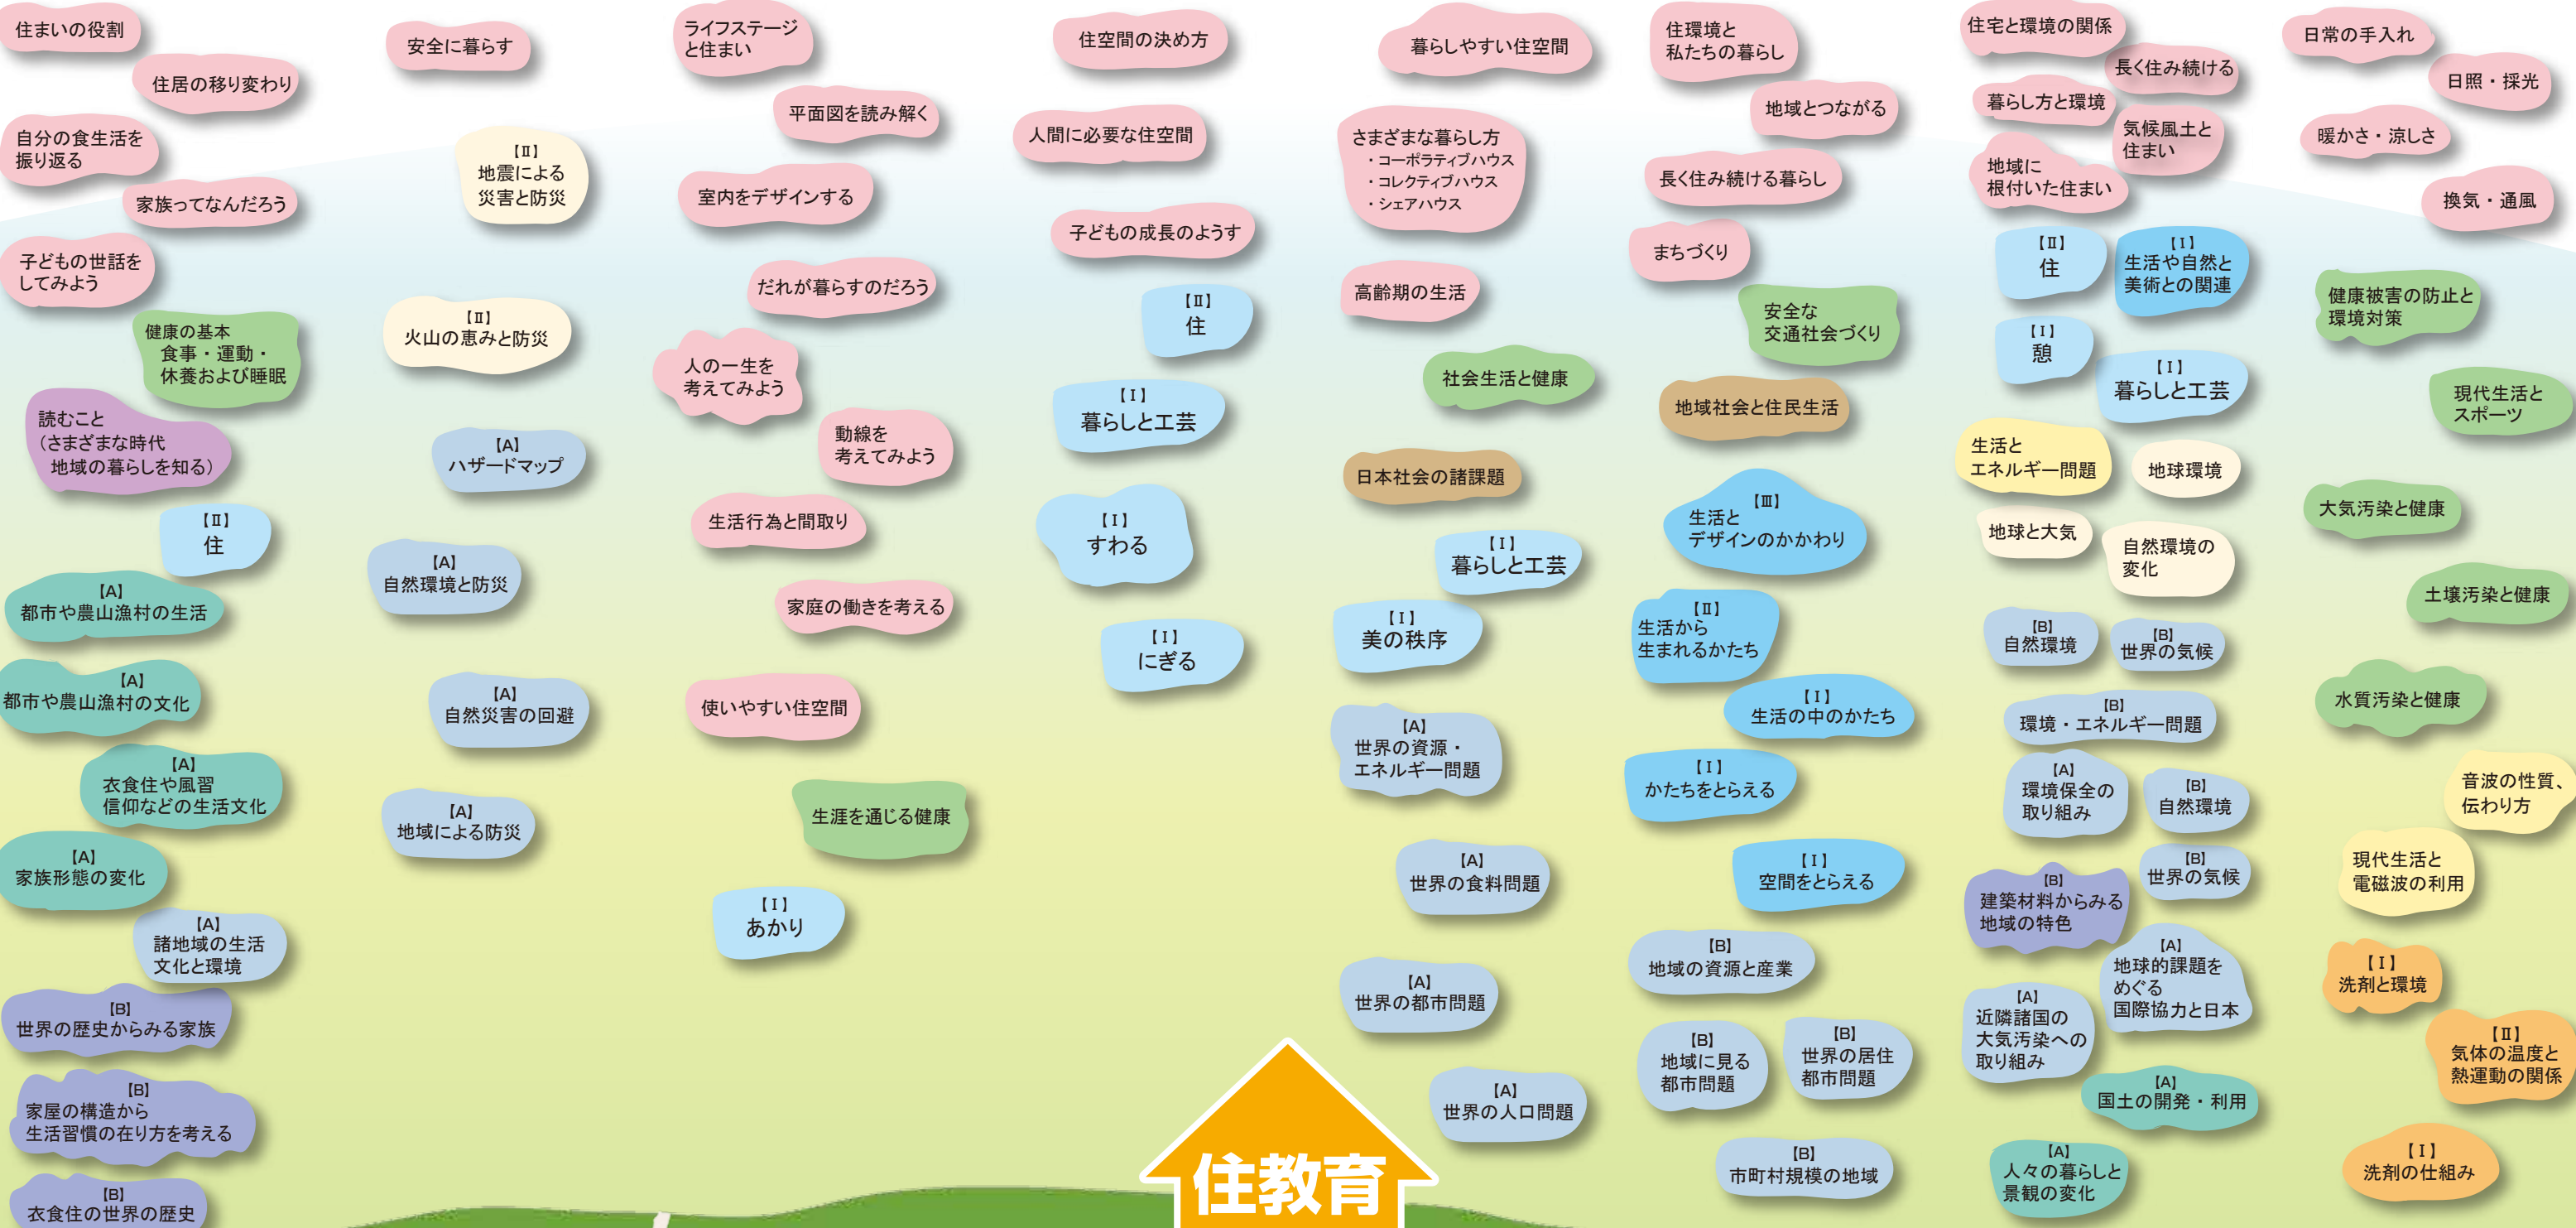 住まいの役割
住居の移り変わり
自分の食生活を
振り返る
家族ってなんだろう
子どもの世話を
してみよう
健康の基本
食事・運動・
休養および睡眠
読むこと
(さまざまな時代
地域の暮らしを知る)
【Ⅱ】
住
【A】
都市や農山漁村の生活
【A】
都市や農山漁村の文化
【A】
衣食住や風習
信仰などの生活文化
【A】
家族形態の変化
【A】
諸地域の生活
文化と環境
【B】
世界の歴史からみる家族
【B】
家屋の構造から
生活習慣の在り方を考える
【B】
衣食住の世界の歴史
安全に暮らす
【Ⅱ】
地震による
災害と防災
【Ⅱ】
火山の恵みと防災
【A】
ハザードマップ
【A】
自然環境と防災
【A】
自然災害の回避
【A】
地域による防災
ライフステージ
と住まい
平面図を読み解く
室内をデザインする
だれが暮らすのだろう
人の一生を
考えてみよう
動線を
考えてみよう
生活行為と間取り
家庭の働きを考える
使いやすい住空間
生涯を通じる健康
【Ⅰ】
あかり
住空間の決め方
人間に必要な住空間
子どもの成長のようす
【Ⅱ】
住
【Ⅰ】
暮らしと工芸
【Ⅰ】
すわる
【Ⅰ】
にぎる
暮らしやすい住空間
さまざまな暮らし方
・コーポラティブハウス
・コレクティブハウス
・シェアハウス
高齢期の生活
社会生活と健康
日本社会の諸課題
【Ⅰ】
暮らしと工芸
【Ⅰ】
美の秩序
【A】
世界の資源・
エネルギー問題
【A】
世界の食料問題
【A】
世界の都市問題
【A】
世界の人口問題
住環境と
私たちの暮らし
地域とつながる
長く住み続ける暮らし
まちづくり
安全な
交通社会づくり
地域社会と住民生活
【Ⅲ】
生活と
デザインのかかわり
【Ⅱ】
生活から
生まれるかたち
【Ⅰ】
生活の中のかたち
【Ⅰ】
かたちをとらえる
【Ⅰ】
空間をとらえる
【B】
地域の資源と産業
【B】
地域に見る
都市問題
【B】
世界の居住
都市問題
【B】
市町村規模の地域
住宅と環境の関係
長く住み続ける
暮らし方と環境
気候風土と
住まい
地域に
根付いた住まい
【Ⅱ】
住
【Ⅰ】
生活や自然と
美術との関連
【Ⅰ】
憩
【Ⅰ】
暮らしと工芸
生活と
エネルギー問題
地球環境
地球と大気
自然環境の
変化
【B】
自然環境
【B】
世界の気候
【B】
環境・エネルギー問題
【A】
環境保全の
取り組み
【B】
自然環境
【B】
世界の気候
【B】
建築材料からみる
地域の特色
【A】
地球的課題を
めぐる
国際協力と日本
【A】
近隣諸国の
大気汚染への
取り組み
【A】
国土の開発・利用
【A】
人々の暮らしと
景観の変化
日常の手入れ
日照・採光
暖かさ・涼しさ
換気・通風
健康被害の防止と
環境対策
現代生活と
スポーツ
大気汚染と健康
土壌汚染と健康
水質汚染と健康
音波の性質、
伝わり方
現代生活と
電磁波の利用
【Ⅰ】
洗剤と環境
【Ⅱ】
気体の温度と
熱運動の関係
【Ⅰ】
洗剤の仕組み
住教育